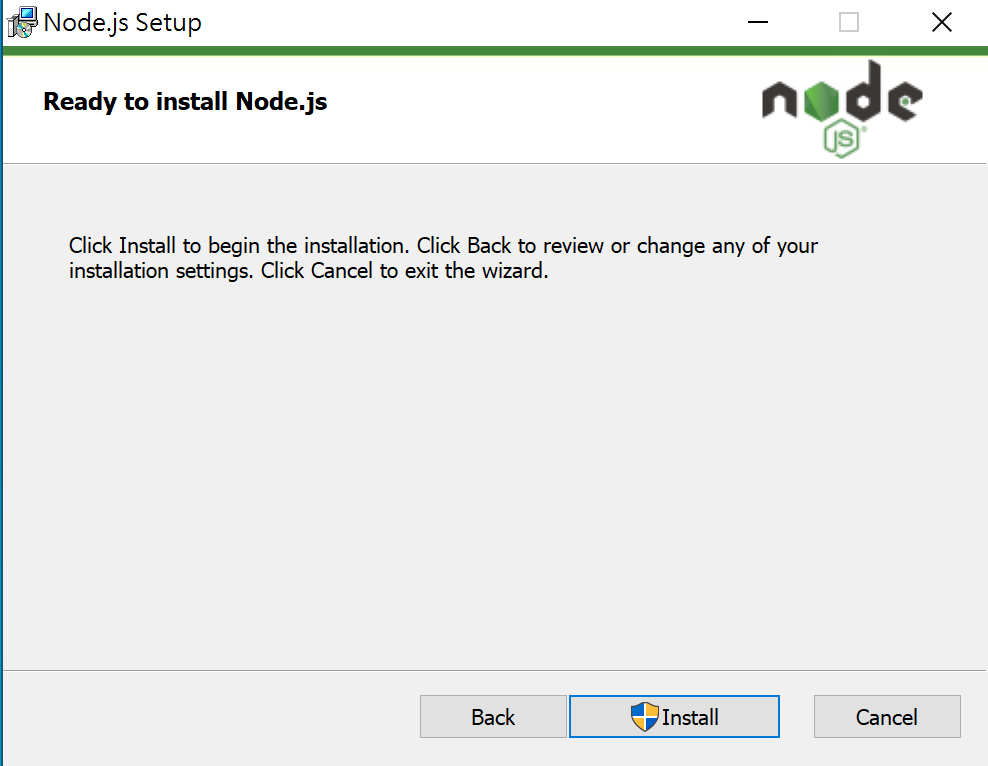 Node.js Setup
Ready to install Node.js
node
JS
Click Install to begin the installation. Click Back to review or change any of your
installation settings. Click Cancel to exit the wizard.
Back
Install
Cancel